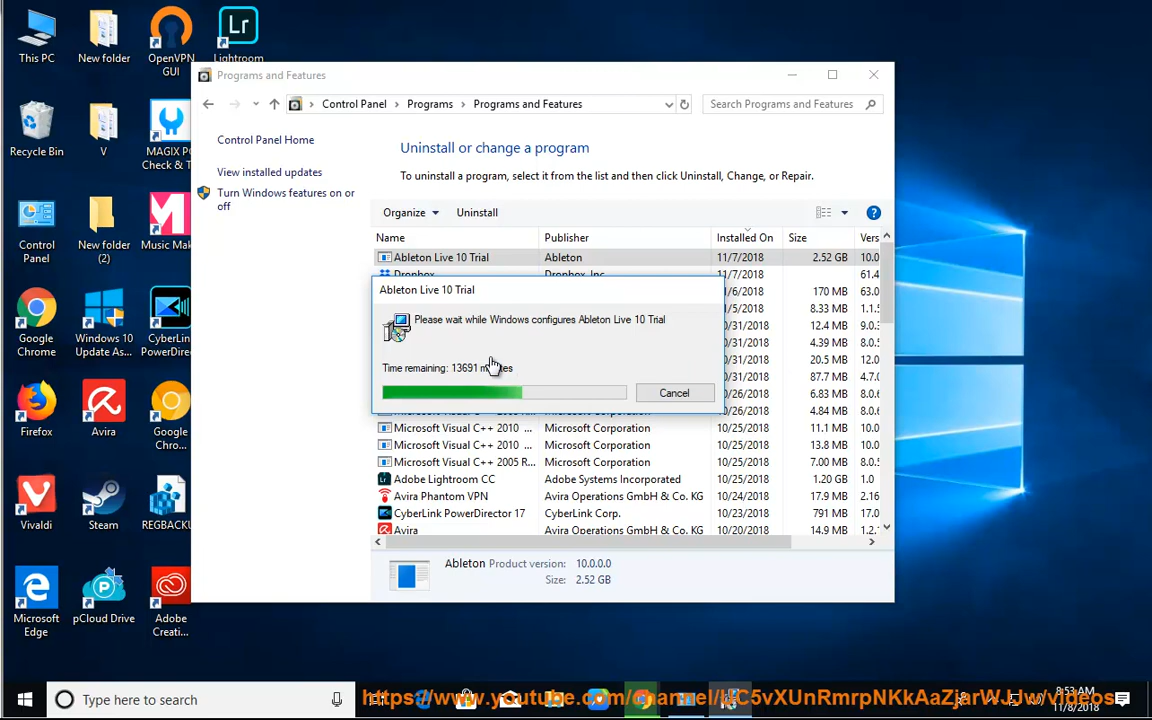 This PC
New folder
OpenVPN GUI
Lr
Lightroom
Recycle Bin
V
MAGIX PC Check & T
Control Panel
New folder (2)
Music Mak
Google Chrome
Windows 10 Update As...
CyberLink PowerDirec
Firefox
Avira
Google Chro...
Vivaldi
Steam
REGBACKU
Microsoft Edge
pCloud Drive
Adobe Creati...
Programs and Features
Control Panel > Programs > Programs and Features
Search Programs and Features
Control Panel Home
View installed updates
Turn Windows features on or off
Uninstall or change a program
To uninstall a program, select it from the list and then click Uninstall, Change, or Repair.
Organize
Uninstall
Name Publisher Installed On Size Vers
Ableton Live 10 Trial Ableton 11/7/2018 2.52 GB 10.0
Dropbox Dropbox, Inc. 11/7/2018 61.4
1/6/2018 170 MB 63.0
1/5/2018 8.33 MB 3.99
0/31/2018 12.4 MB 9.0.
0/31/2018 4.39 MB
0/31/2018 20.5 MB
0/31/2018 87.7 MB 4.7.
0/25/2018 6.83 MB 10.0
10/25/2018 4.84 MB
Microsoft Visual C++ 2010 ... Microsoft Corporation 10/25/2018 11.1 MB 10.0
Microsoft Visual C++ 2010 ... Microsoft Corporation 10/25/2018 13.8 MB 10.0
Microsoft Visual C++ 2005 R... Microsoft Corporation 10/25/2018 7.00 MB 8.0.5
Adobe Lightroom CC Adobe Systems Incorporated 10/25/2018 1.20 GB 1.0
Avira Phantom VPN Avira Operations GmbH & Co. KG 10/24/2018 17.9 MB 2.16
CyberLink PowerDirector 17 CyberLink Corp. 10/23/2018 791 MB 17.0
Avira Avira Operations GmbH & Co. KG 10/20/2018 14.9 MB 1.2.
Ableton Live 10 Trial
Please wait while Windows configures Ableton Live 10 Trial
Time remaining: 13691 minutes
Cancel
Ableton Product version: 10.0.0.0
Size: 2.52 GB
Type here to search
8:53 AM
11/8/2018